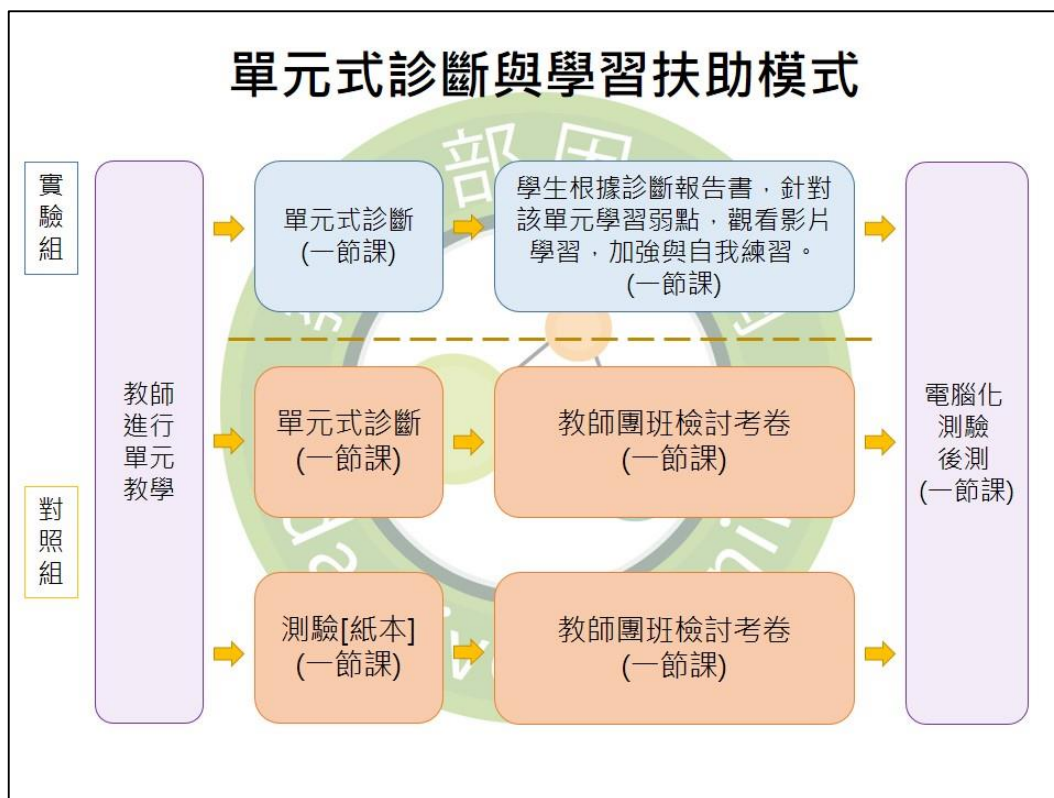 單元式診斷與學習扶助模式
實
驗
組
對
照
組
教師
進行
單元
教學
單元式診斷
(一節課)
學生根據診斷報告書，針對
該單元學習弱點，觀看影片
學習，加強與自我練習。
(一節課)
單元式診斷
(一節課)
教師團班檢討考卷
(一節課)
測驗[紙本]
(一節課)
教師團班檢討考卷
(一節課)
電腦化
測驗
後測
(一節課)
部